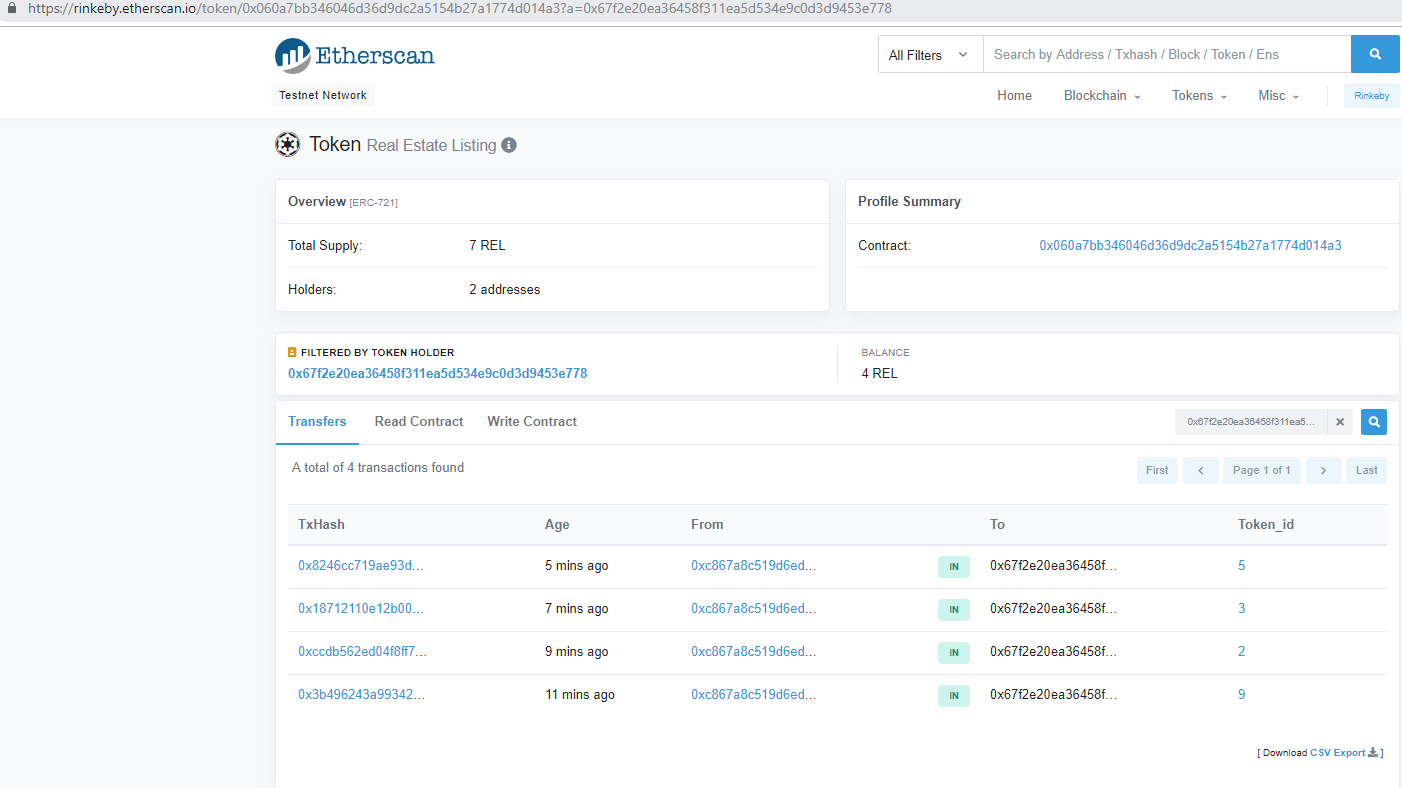 https://rinkeby.etherscan.io/token/0x060a7bb346046d36d9dc2a5154b27a1774d014a3?a=0x67f2e20ea36458f311ea5d534e9c0d3d9453e778
Etherscan
All Filters Search by Address / Txhash / Block / Token / Ens
Testnet Network Home Blockchain Tokens Misc Rinkeby
Token Real Estate Listing
Overview [ERC-721]
Total Supply: 7 REL
Holders: 2 addresses
Profile Summary
Contract: 0x060a7bb346046d36d9dc2a5154b27a1774d014a3
FILTERED BY TOKEN HOLDER
0x67f2e20ea36458f311ea5d534e9c0d3d9453e778
BALANCE
4 REL
Transfers Read Contract Write Contract 0x67f2e20ea36458f311ea5...
A total of 4 transactions found First Page 1 of 1 Last
TxHash Age From To Token_id
0x8246cc719ae93d... 5 mins ago 0xc867a8c519d6ed... IN 0x67f2e20ea36458f... 5
0x18712110e12b00... 7 mins ago 0xc867a8c519d6ed... IN 0x67f2e20ea36458f... 3
0xccdb562ed04f8ff7... 9 mins ago 0xc867a8c519d6ed... IN 0x67f2e20ea36458f... 2
0x3b496243a99342... 11 mins ago 0xc867a8c519d6ed... IN 0x67f2e20ea36458f... 9
[ Download CSV Export ]